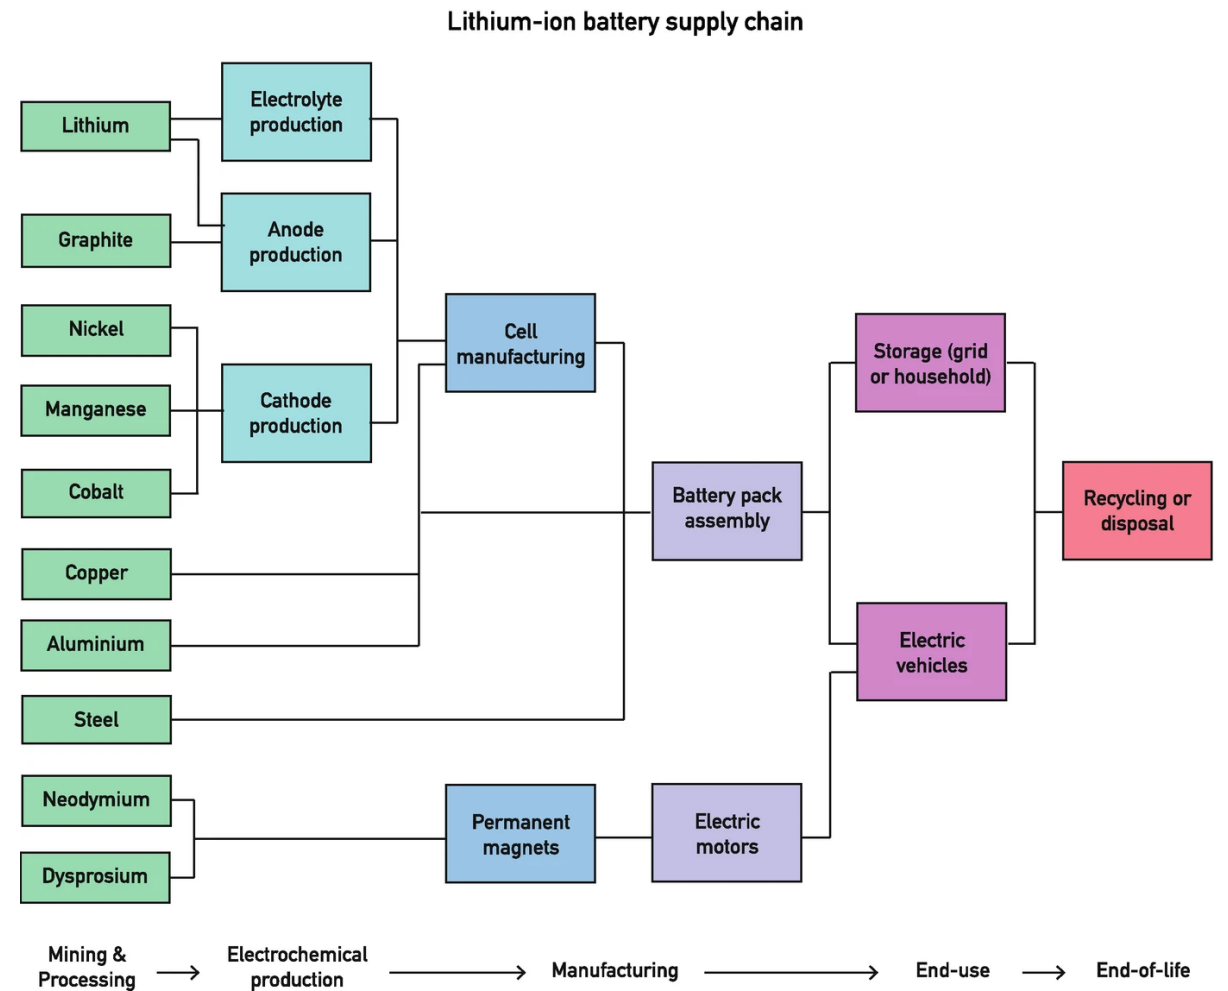 Lithium-ion battery supply chain
Lithium
Graphite
Nickel
Manganese
Cobalt
Copper
Aluminium
Steel
Neodymium
Dysprosium
Electrolyte
production
Anode
production
Cathode
production
Cell
manufacturing
Permanent
magnets
Battery pack
assembly
Electric
motors
Storage (grid
or household)
Electric
vehicles
Recycling or
disposal
Mining &
Processing
Electrochemical
production
Manufacturing
End-use
End-of-life